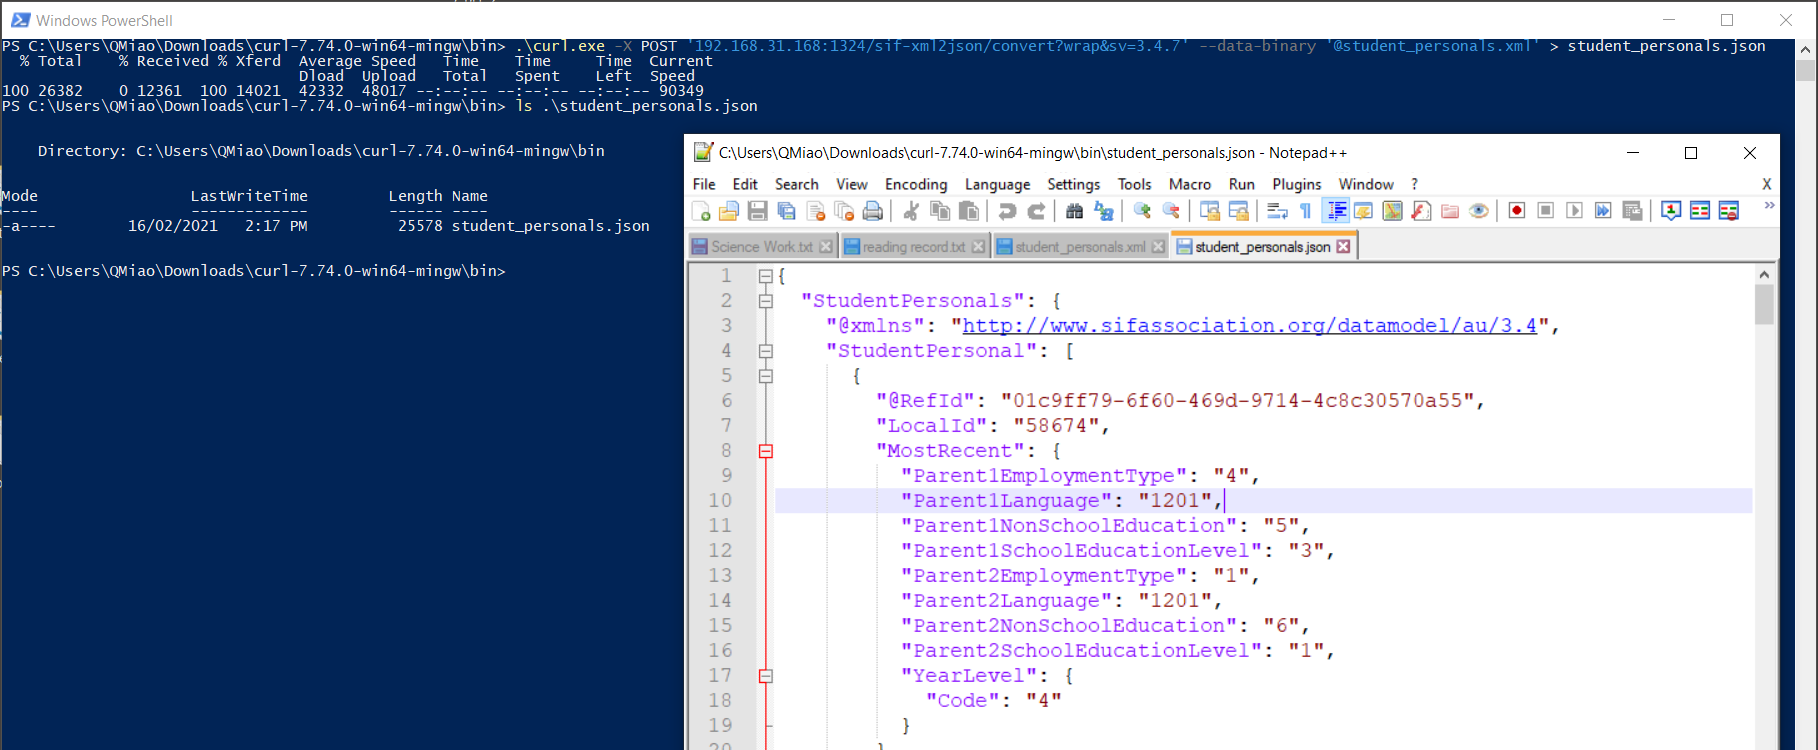 Windows PowerShell
PS C:\Users\QMiao\Downloads\curl-7.74.0-win64-mingw\bin> .\curl.exe -X POST '192.168.31.168:1324/sif-xml2json/convert?wrap&sv=3.4.7' --data-binary '@student_personals.xml' > student_personals.json
% Total % Received % Xferd Average Speed Time Time Time Current
Dload Upload Total Spent Left Speed
100 26382 0 12361 100 14021 42332 48017 --:--:-- --:--:-- --:--:-- 90349
PS C:\Users\QMiao\Downloads\curl-7.74.0-win64-mingw\bin> ls .\student_personals.json
Directory: C:\Users\QMiao\Downloads\curl-7.74.0-win64-mingw\bin
Mode LastWriteTime Length Name
---- ------------- ------ ----
-a---- 16/02/2021 2:17 PM 25578 student_personals.json
PS C:\Users\QMiao\Downloads\curl-7.74.0-win64-mingw\bin>
C:\Users\QMiao\Downloads\curl-7.74.0-win64-mingw\bin\student_personals.json - Notepad++
File Edit Search View Encoding Language Settings Tools Macro Run Plugins Window ? X
Science Work.txt reading record.txt student_personals.xml student_personals.json
1 {
2 "StudentPersonals": {
3 "@xmlns": "http://www.sifassociation.org/datamodel/au/3.4",
4 "StudentPersonal": [
5 {
6 "@RefId": "01c9ff79-6f60-469d-9714-4c8c30570a55",
7 "LocalId": "58674",
8 "MostRecent": {
9 "Parent1EmploymentType": "4",
10 "Parent1Language": "1201",
11 "Parent1NonSchoolEducation": "5",
12 "Parent1SchoolEducationLevel": "3",
13 "Parent2EmploymentType": "1",
14 "Parent2Language": "1201",
15 "Parent2NonSchoolEducation": "6",
16 "Parent2SchoolEducationLevel": "1",
17 "YearLevel": {
18 "Code": "4"
19 }
20 }